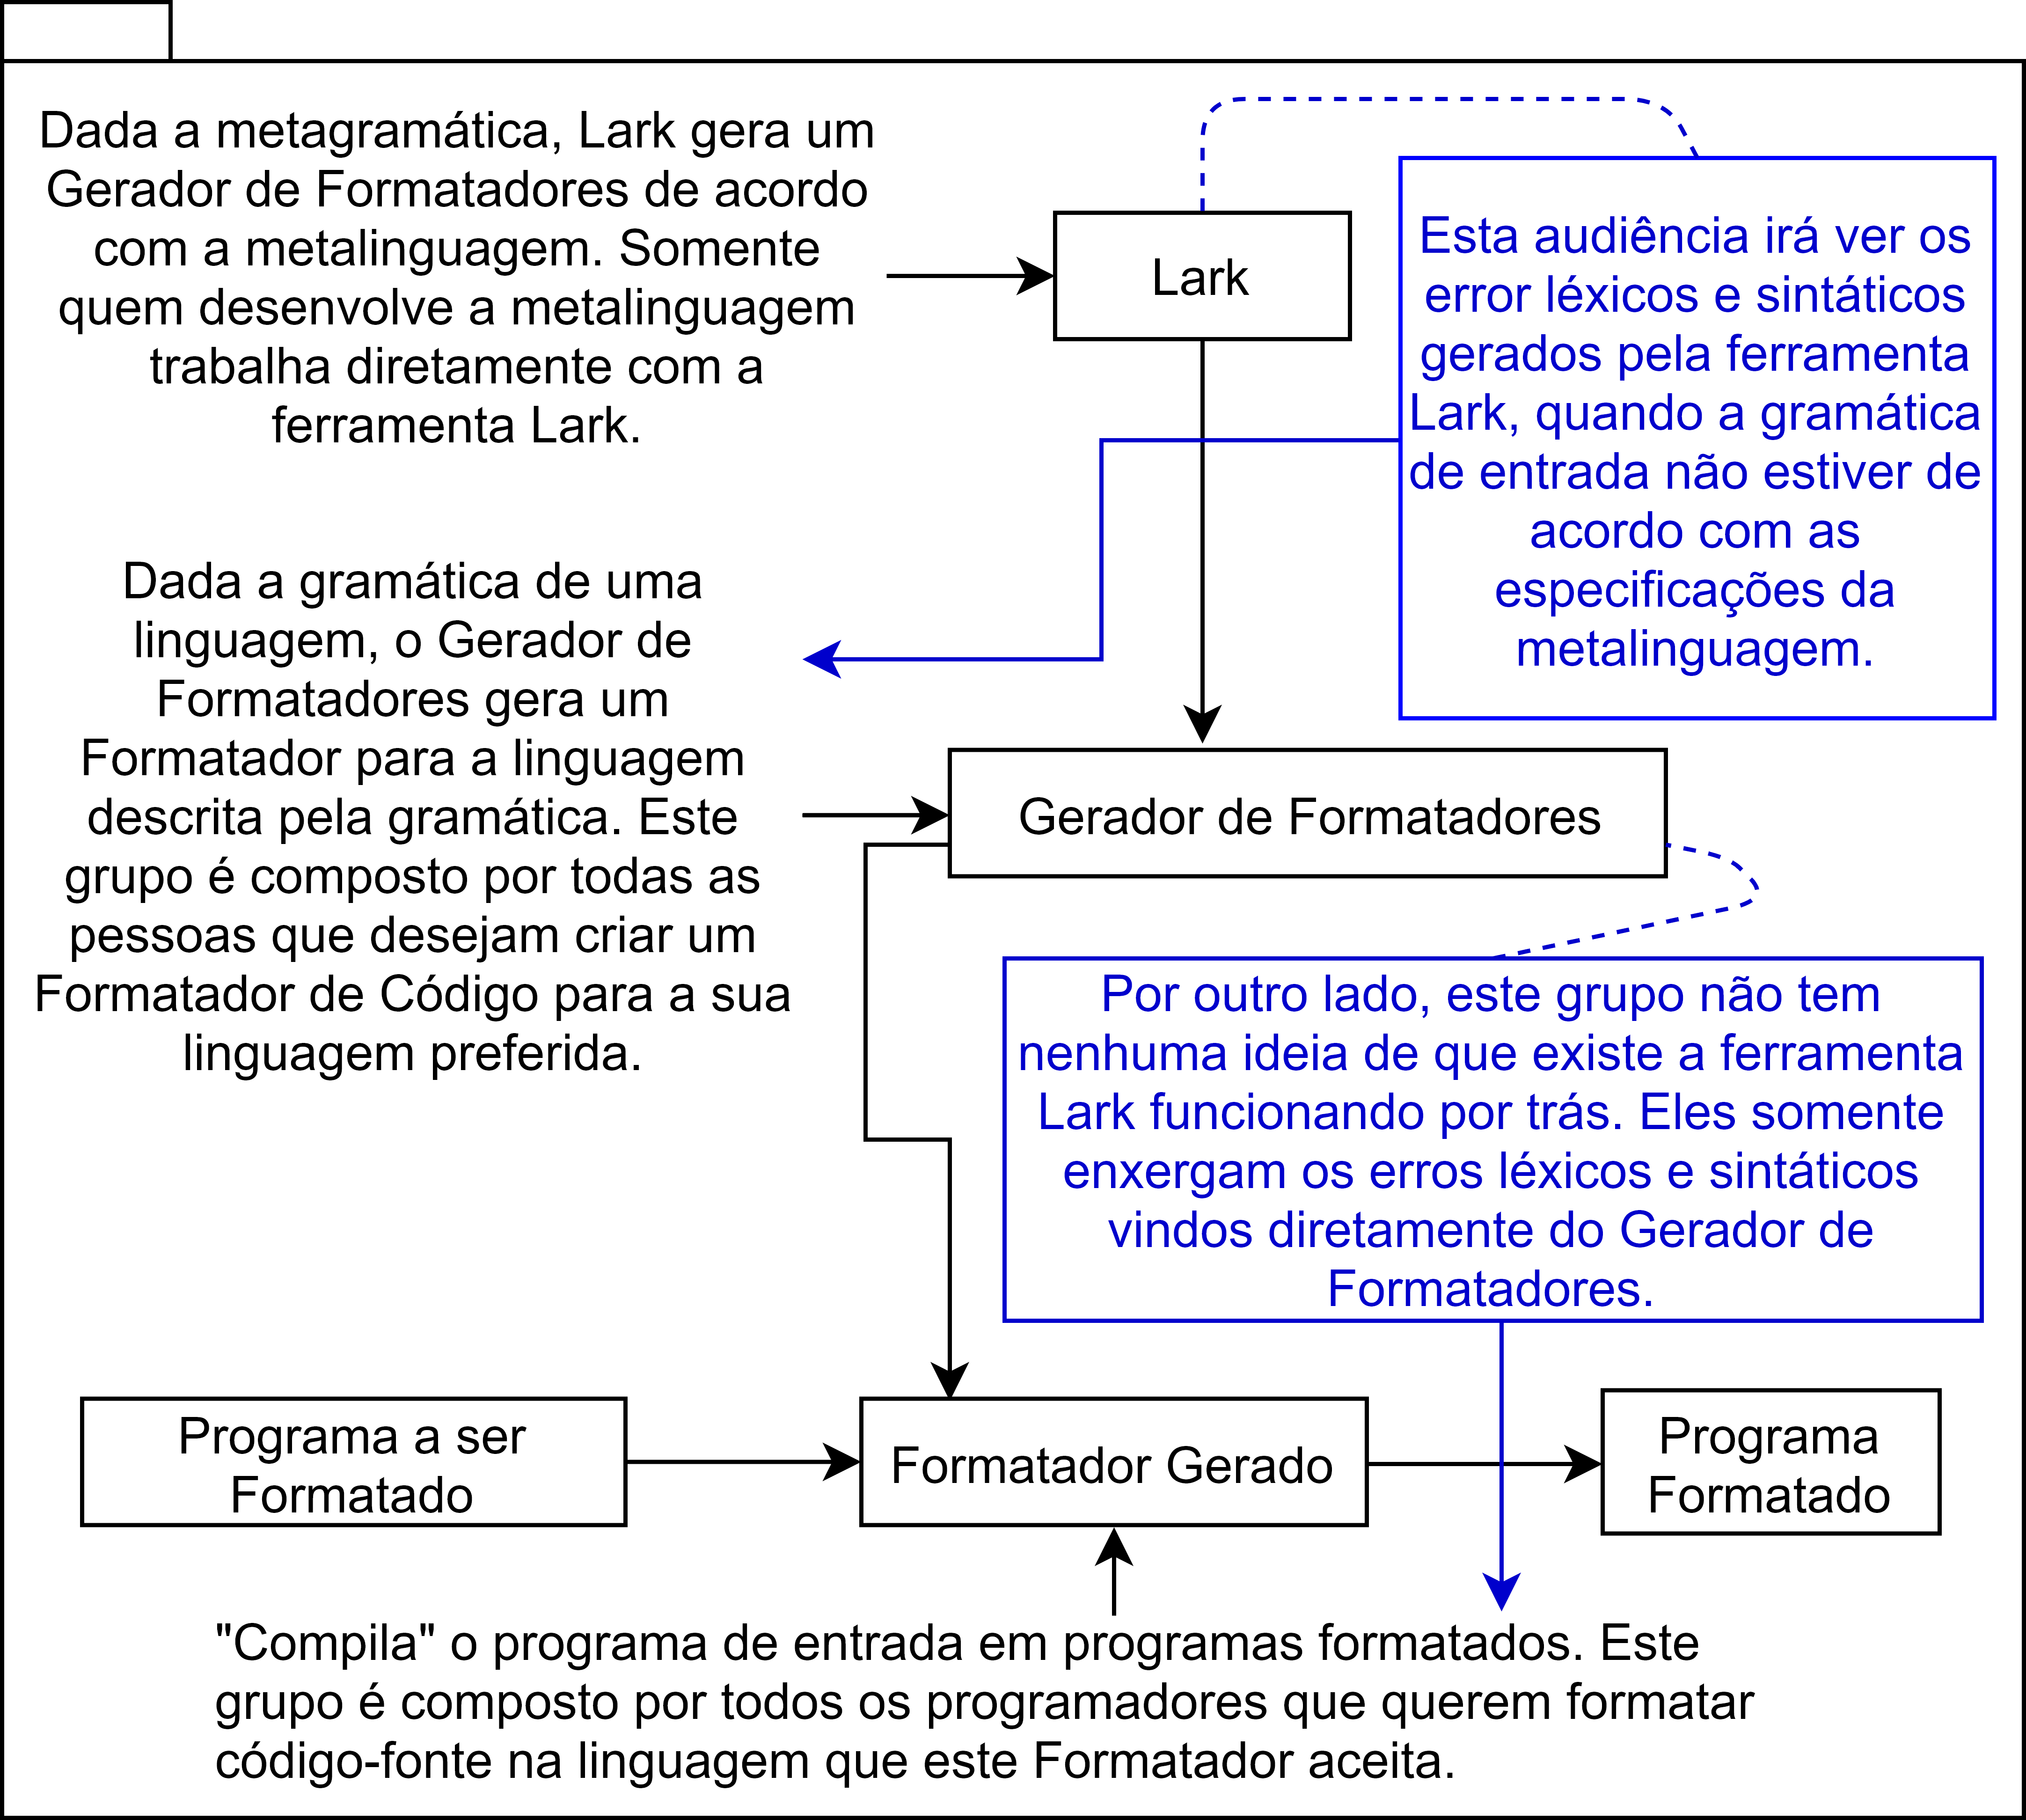 Dada a metagramática, Lark gera um
Gerador de Formatadores de acordo
com a metalinguagem. Somente
quem desenvolve a metalinguagem
trabalha diretamente com a
ferramenta Lark.
Lark
Esta audiência irá ver os
error léxicos e sintáticos
gerados pela ferramenta
Lark, quando a gramática
de entrada não estiver de
acordo com as
especificações da
metalinguagem.
Dada a gramática de uma
linguagem, o Gerador de
Formatadores gera um
Formatador para a linguagem
descrita pela gramática. Este
grupo é composto por todas as
pessoas que desejam criar um
Formatador de Código para a sua
linguagem preferida.
Gerador de Formatadores
Por outro lado, este grupo não tem
nenhuma ideia de que existe a ferramenta
Lark funcionando por trás. Eles somente
enxergam os erros léxicos e sintáticos
vindos diretamente do Gerador de
Formatadores.
Programa a ser
Formatado
Formatador Gerado
Programa
Formatado
"Compila" o programa de entrada em programas formatados. Este
grupo é composto por todos os programadores que querem formatar
código-fonte na linguagem que este Formatador aceita.